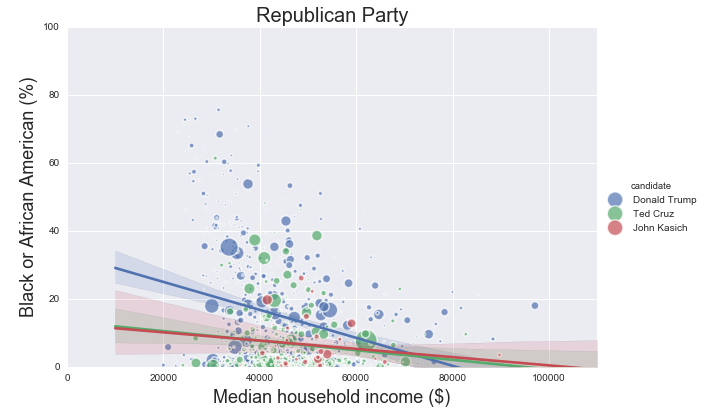 Republican Party
100
80
60
40
20
0
Black or African American (%)
0
20000
40000
60000
80000
100000
Median household income ($)
candidate
Donald Trump
Ted Cruz
John Kasich